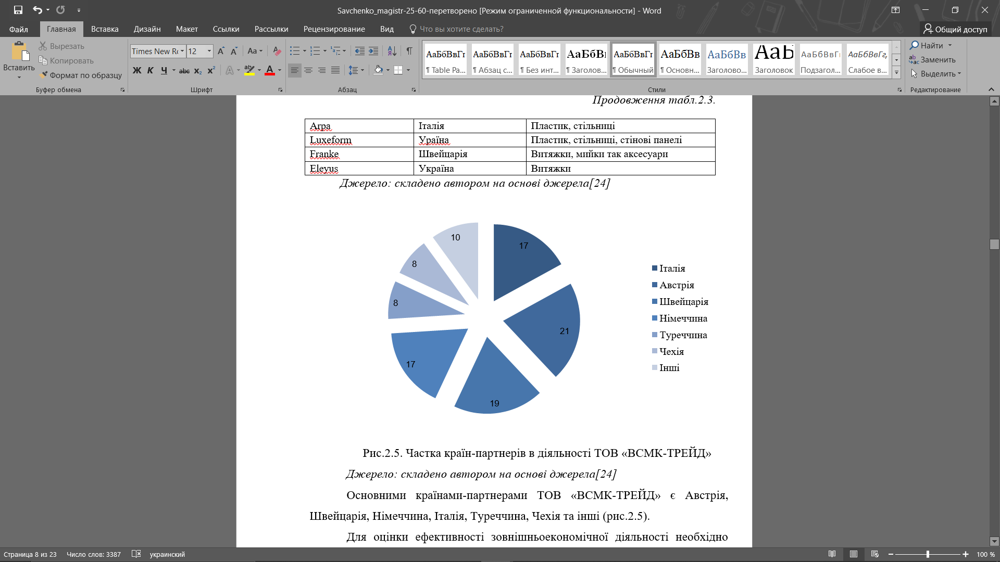 Savchenko_magistr-25-60-перетворено [Режим ограниченной функциональности] - Word
Файл Главная Вставка Дизайн Макет Ссылки Рассылки Рецензирование Вид Что вы хотите сделать? Общий доступ
Вставить
Вырезать
Копировать
Формат по образцу
Буфер обмена
Times New Ro 12
Aa
Ж К Ч abc x₂ x²
Шрифт
Абзац
АаБбВвГг АаБбВвГг АаБбВвГг АаБбВ АаБбВвГг АаБбВв АаБбВв АаБ АаБбВвГг АаБбВвГг,
¶ Table Pa... ¶ Абзац с... ¶ Без инт... ¶ Заголов... ¶ Обычный ¶ Основн... Заголово... Заголовок Подзагол... Слабое в...
Стили
Найти
Заменить
Выделить
Редактирование
Продовження табл.2.3.
Arpa Італія Пластик, стільниці
Luxeform Ураїна Пластик, стільниці, стінові панелі
Franke Швейцарія Витяжки, мийки так аксесуари
Eleyus Україна Витяжки
Джерело: складено автором на основі джерела[24]
17
21
19
17
8
8
10
Італія
Австрія
Швейцарія
Німеччина
Туреччина
Чехія
Інші
Рис.2.5. Частка країн-партнерів в діяльності ТОВ «ВСМК-ТРЕЙД»
Джерело: складено автором на основі джерела[24]
Основними країнами-партнерами ТОВ «ВСМК-ТРЕЙД» є Австрія,
Швейцарія, Німеччина, Італія, Туреччина, Чехія та інші (рис.2.5).
Для оцінки ефективності зовнішньоекономічної діяльності необхідно
Страница 8 из 23 Число слов: 3387 украинский 100 %